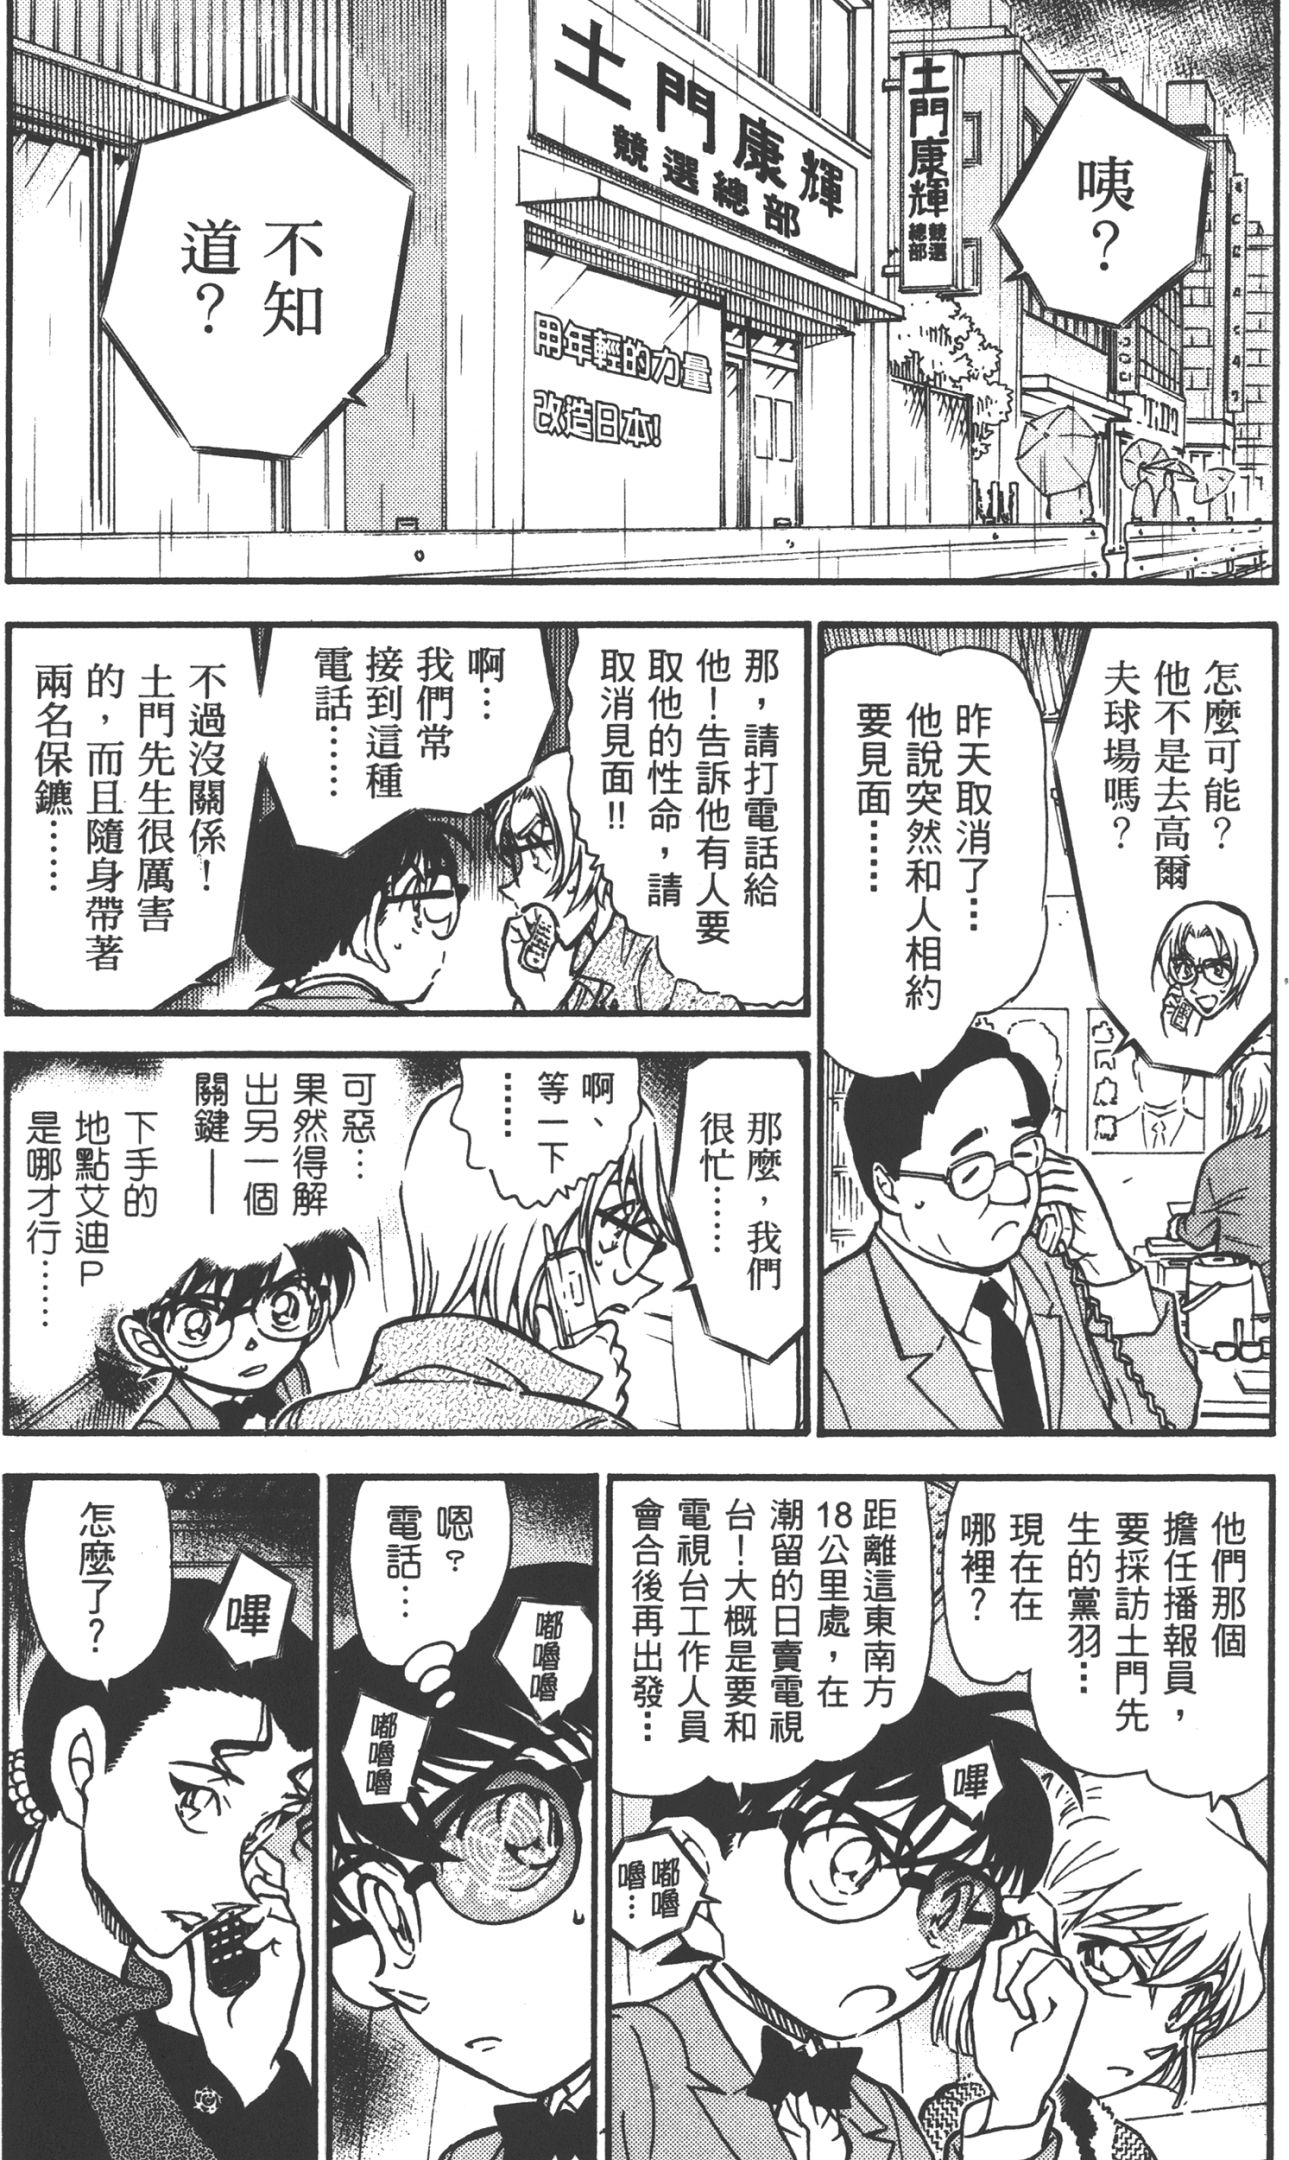 咦？
土門康輝
競選總部
土門康輝
競選
總部
用年輕的力量
改造日本！
不知
道？
怎麼可能？
他不是去高爾
夫球場嗎？
昨天取消了…
他說突然和人相約
要見面……
那，請打電話給
他！告訴他有人要
取他的性命，請
取消見面！！
啊…
我們常
接到這種
電話……
不過沒關係！
土門先生很厲害
的，而且隨身帶著
兩名保鑣……
那麼，我們
很忙……
啊、
等一下
……
可惡…
果然得解
出另一個
關鍵——
下手的
地點艾迪P
是哪才行……
他們那個
擔任播報員，
要採訪土門先
生的黨羽…
現在在
哪裡？
距離這東南方
18公里處，在
潮留的日賣電視
台！大概是要和
電視台工作人員
會合後再出發…
嗶
嘟嚕
嚕…
嘟嚕嚕
嗯？
電話…
嘟嚕嚕
嗶
怎麼了？